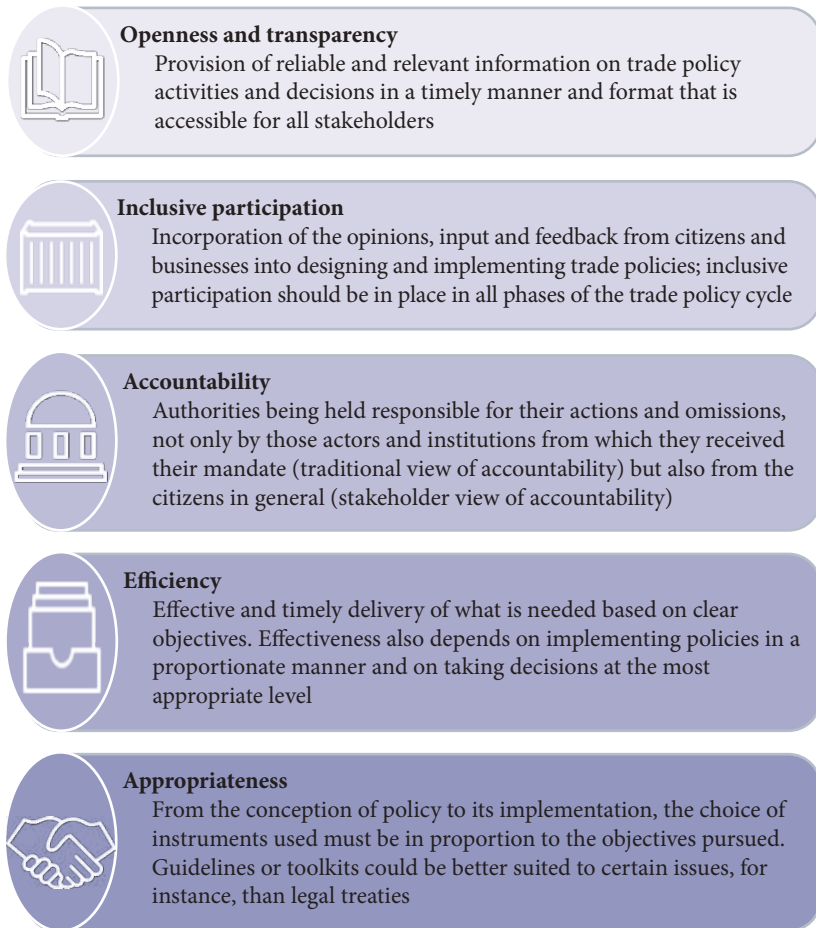 Openness and transparency
Provision of reliable and relevant information on trade policy
activities and decisions in a timely manner and format that is
accessible for all stakeholders
Inclusive participation
Incorporation of the opinions, input and feedback from citizens and
businesses into designing and implementing trade policies; inclusive
participation should be in place in all phases of the trade policy cycle
Accountability
Authorities being held responsible for their actions and omissions,
not only by those actors and institutions from which they received
their mandate (traditional view of accountability) but also from the
citizens in general (stakeholder view of accountability)
Efficiency
Effective and timely delivery of what is needed based on clear
objectives. Effectiveness also depends on implementing policies in a
proportionate manner and on taking decisions at the most
appropriate level
Appropriateness
From the conception of policy to its implementation, the choice of
instruments used must be in proportion to the objectives pursued.
Guidelines or toolkits could be better suited to certain issues, for
instance, than legal treaties